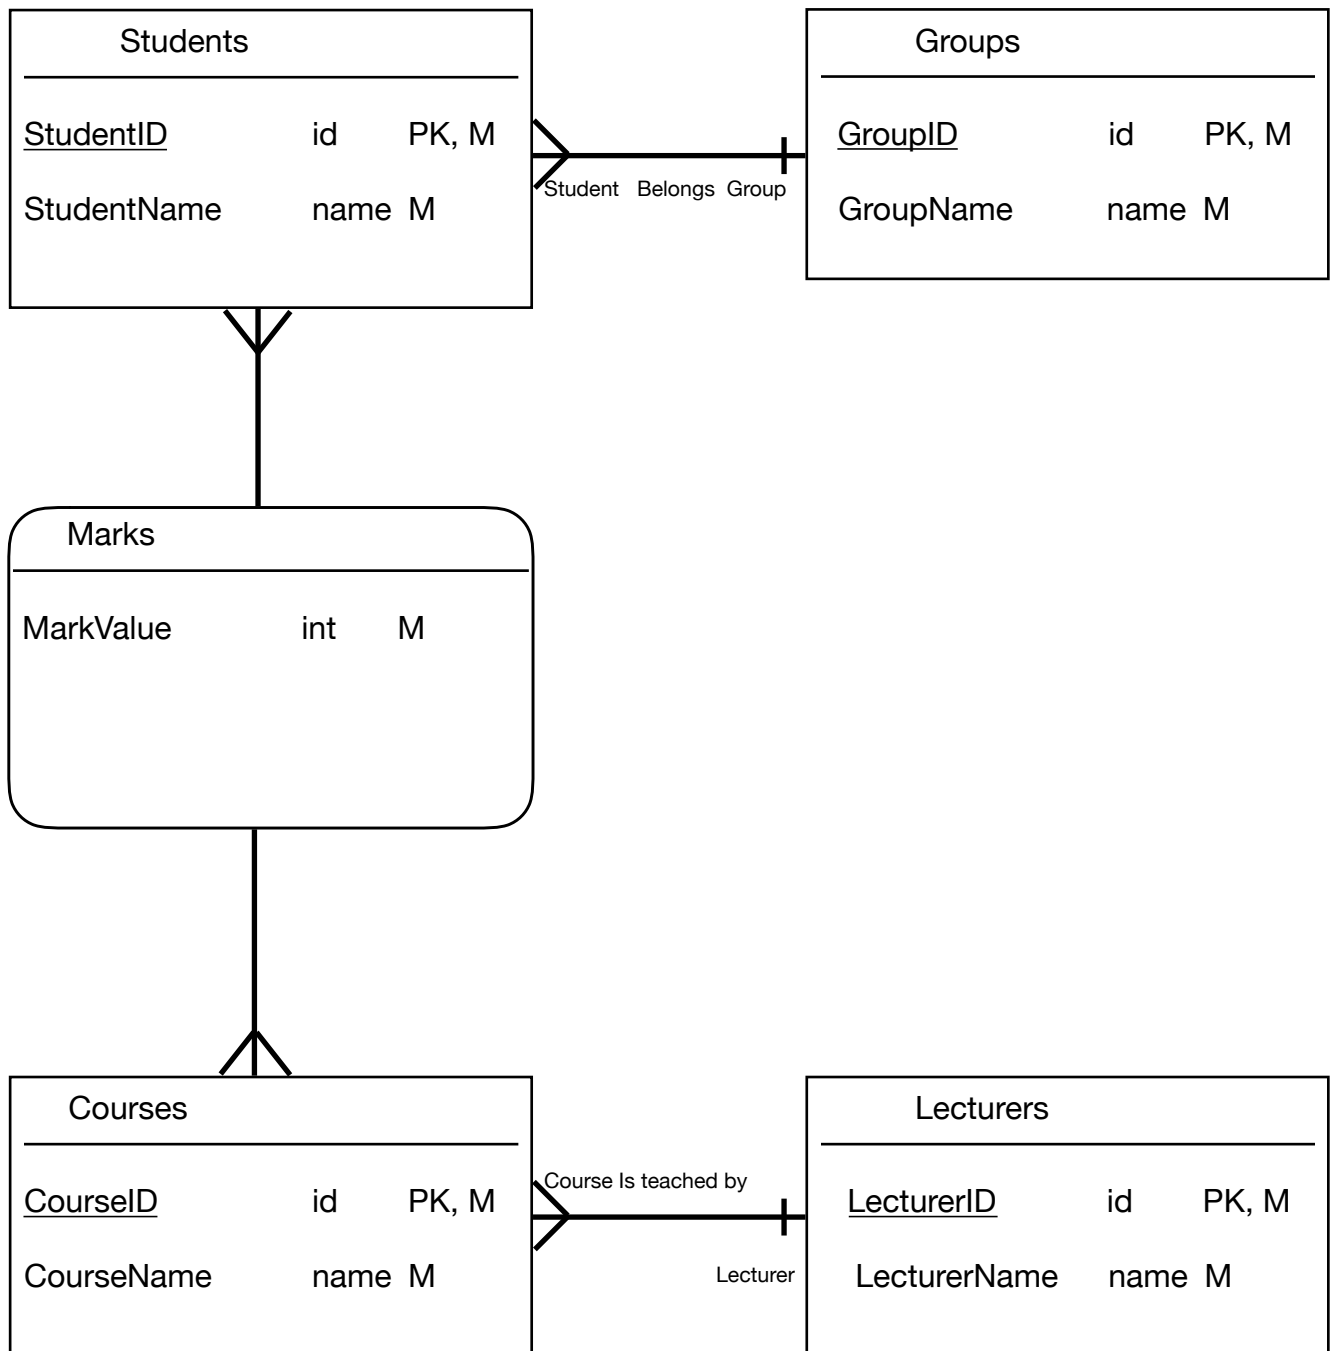 Students
StudentID id PK, M
StudentName name M
Groups
GroupID id PK, M
GroupName name M
Student Belongs Group
Marks
MarkValue int M
Courses
CourseID id PK, M
CourseName name M
Course Is teached by
Lecturer
Lecturers
LecturerID id PK, M
LecturerName name M